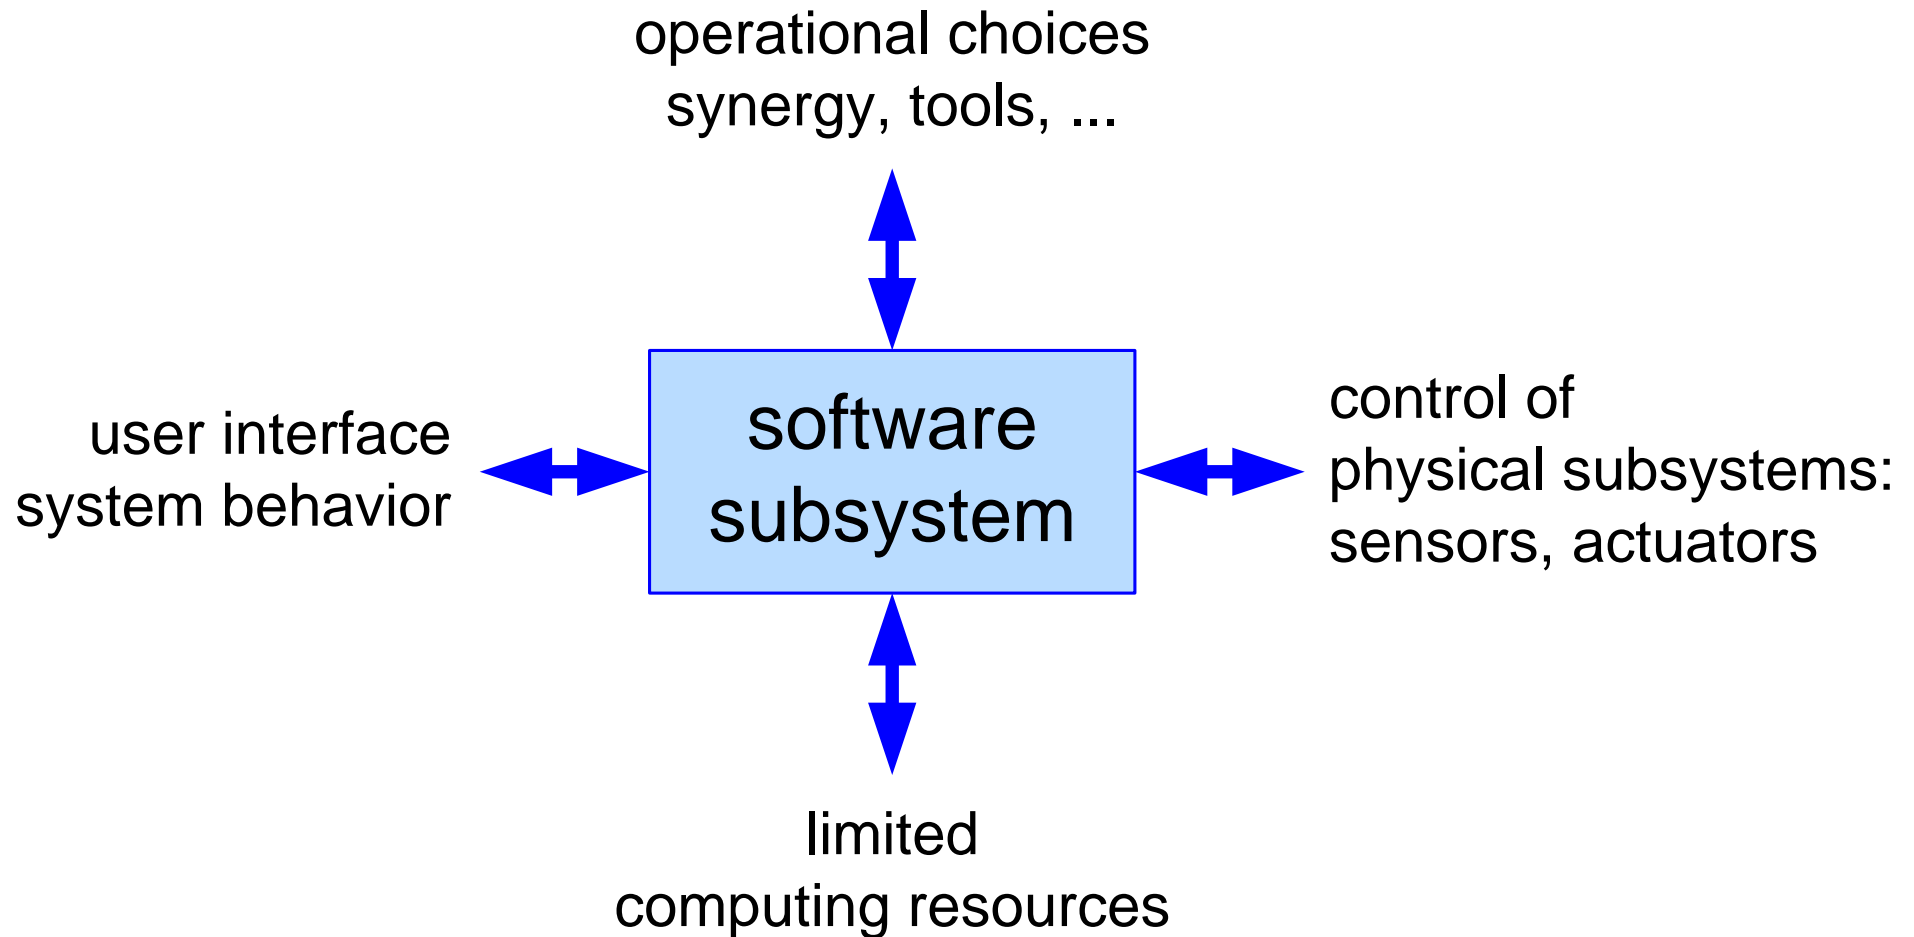 operational choices
synergy, tools, ...
user interface
system behavior
software
subsystem
control of
physical subsystems:
sensors, actuators
limited
computing resources